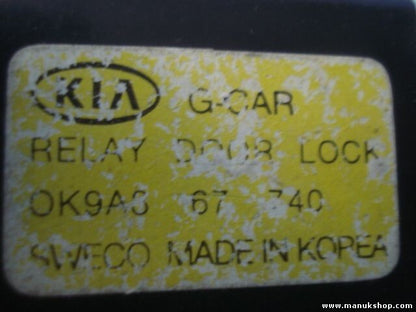 KIA G-CAR
RELAY DOOR LOCK
OK9A3 67 740
SWECO MADE IN KOREA
www.manukshop.com